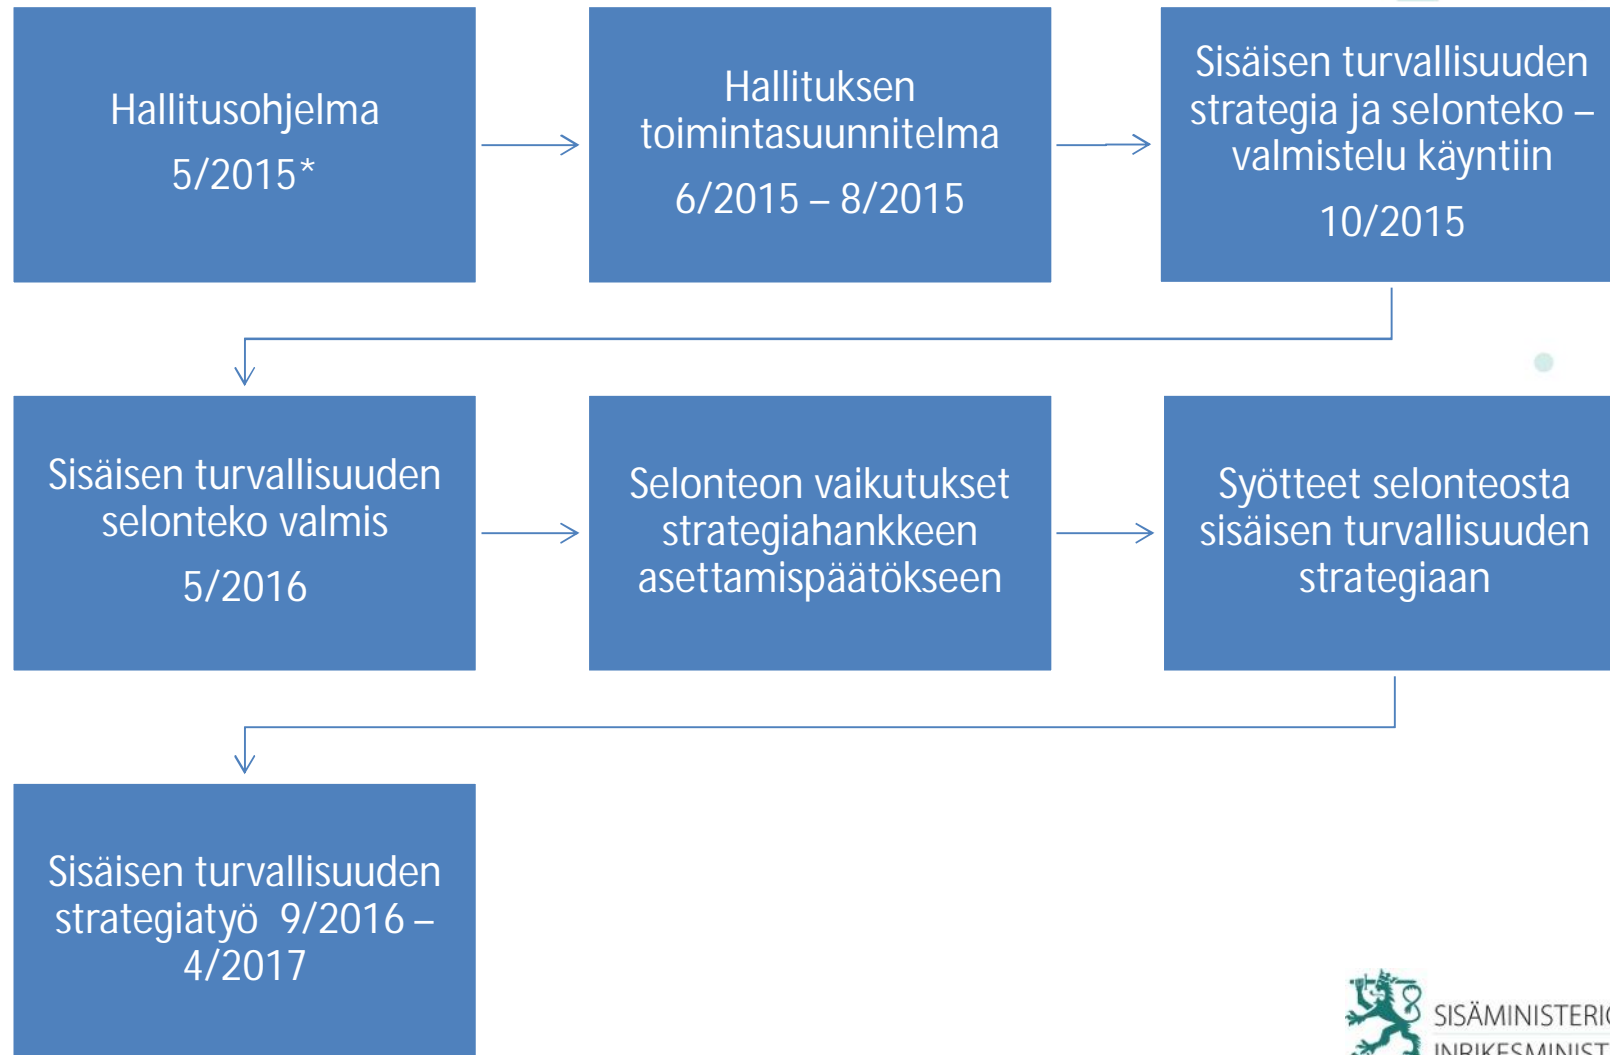 Hallitusohjelma
5/2015*
Hallituksen
toimintasuunnitelma
6/2015 – 8/2015
Sisäisen turvallisuuden
strategia ja selonteko –
valmistelu käyntiin
10/2015
Sisäisen turvallisuuden
selonteko valmis
5/2016
Selonteon vaikutukset
strategiahankkeen
asettamispäätökseen
Syötteet selonteosta
sisäisen turvallisuuden
strategiaan
Sisäisen turvallisuuden
strategiatyö 9/2016 –
4/2017